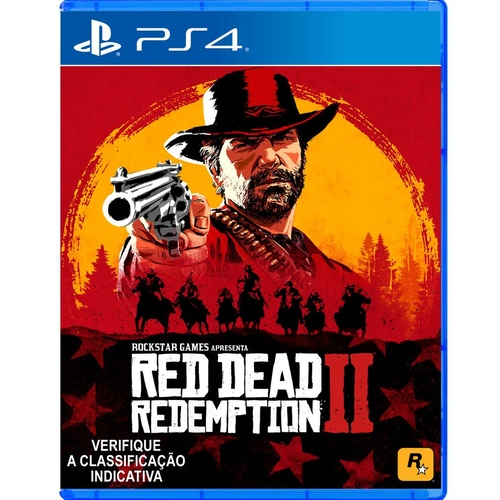 PS4
ROCKSTAR GAMES APRESENTA
RED DEAD
REDEMPTION II
VERIFIQUE
A CLASSIFICAÇÃO
INDICATIVA
R★